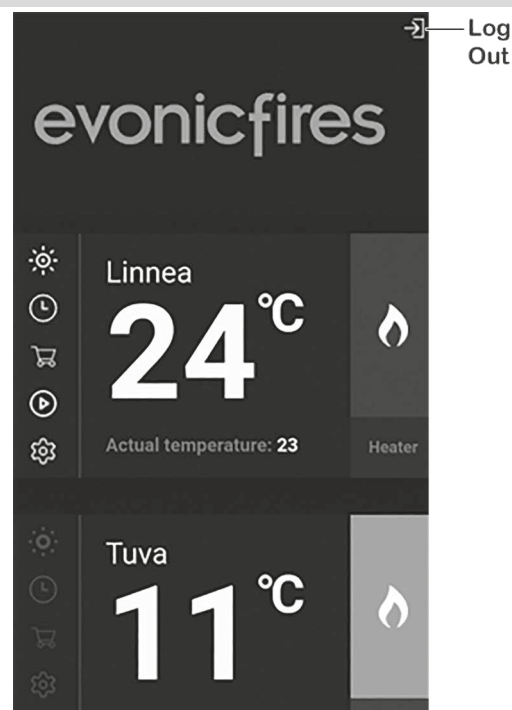 Log
Out
evonicfires
Linnea
24°C
Actual temperature: 23
Heater
Tuva
11°C